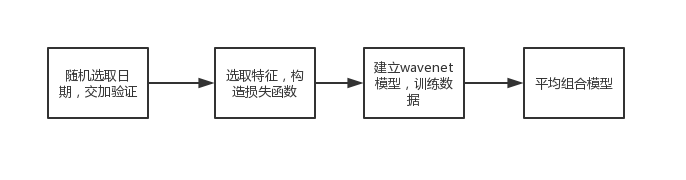 随机选取日
期，交加验证
选取特征，构
造损失函数
建立wavenet
模型，训练数
据
平均组合模型